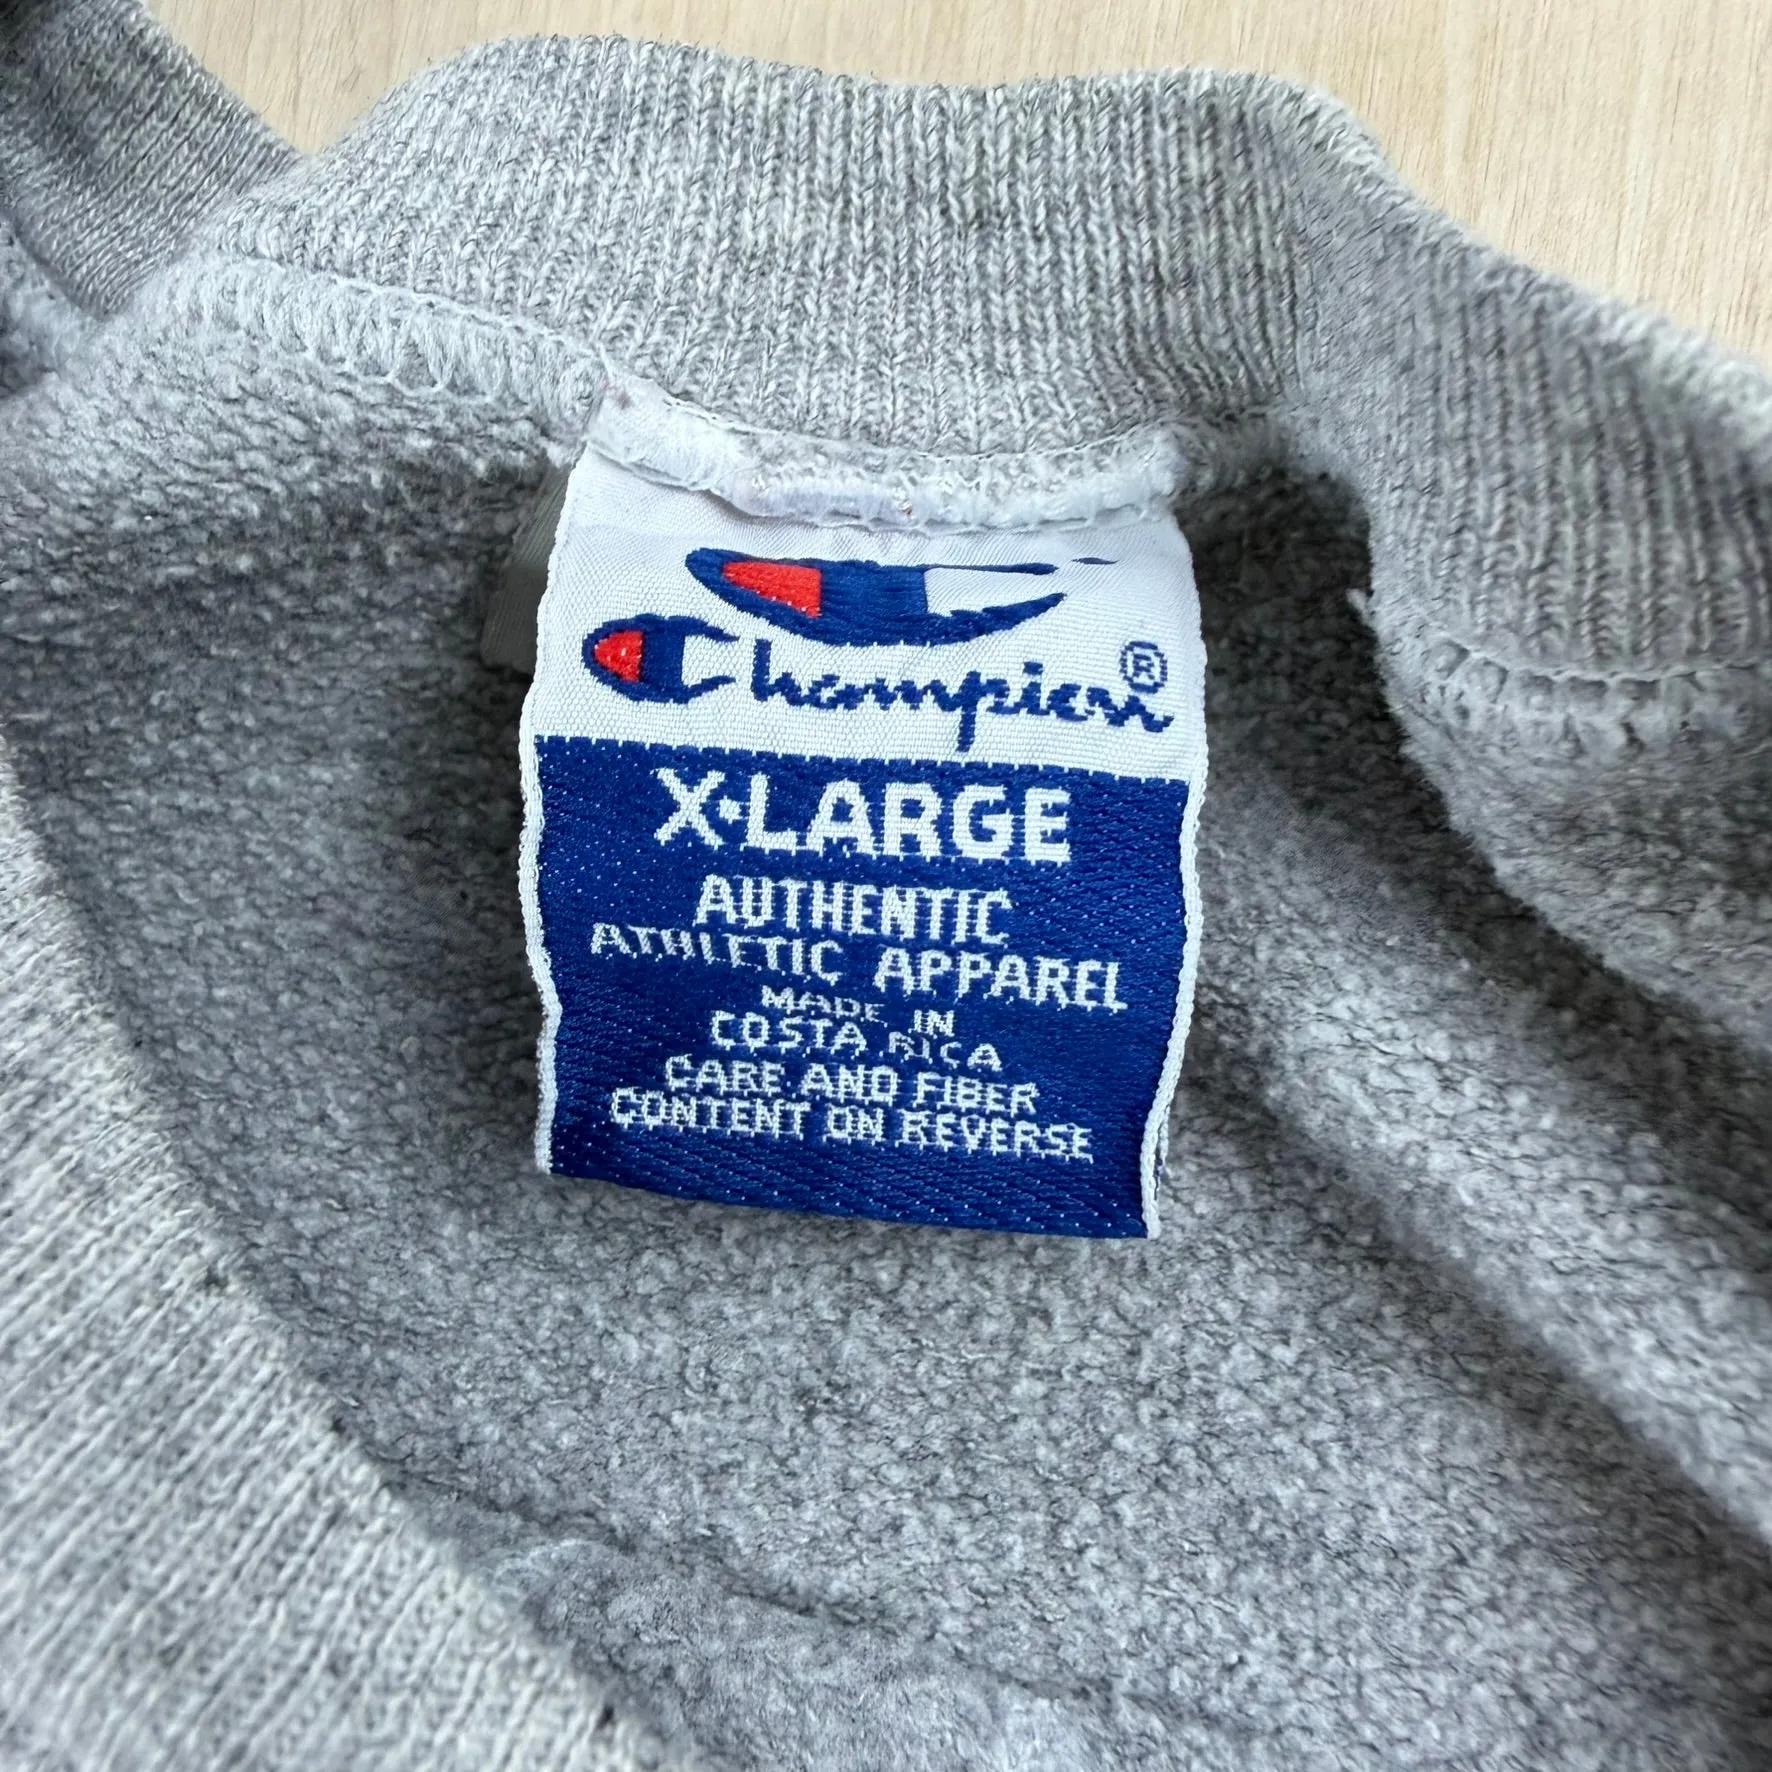 Champion®
X-LARGE
AUTHENTIC
ATHLETIC APPAREL
MADE IN
COSTA RICA
CARE AND FIBER
CONTENT ON REVERSE